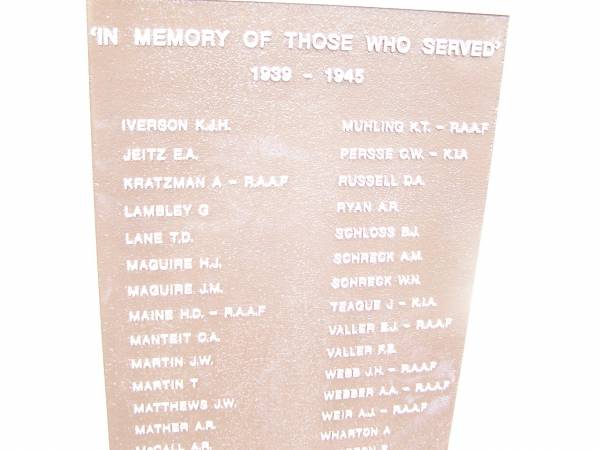 'IN MEMORY OF THOSE WHO SERVED'
1939 - 1945
IVERSON K.J.H.
JEITZ E.A.
KRATZMAN A - R.A.A.F
LAMBLEY G
LANE T.D.
MAGUIRE H.J.
MAGUIRE J.M.
MAINE H.D. - R.A.A.F
MANTEIT C.A.
MARTIN J.W.
MARTIN T
MATTHEWS J.W.
MATHER A.R.
McCALL A.R.
MUHLING K.T. - R.A.A.F
PERSSE C.W. - K.I.A
RUSSELL D.A.
RYAN A.R.
SCHLOSS B.J.
SCHRECK A.M.
SCHRECK W.N.
TEAGUE J - K.I.A.
VALLER E.J. - R.A.A.F
VALLER F.B.
WEBB J.H. - R.A.A.F
WEBBER A.A. - R.A.A.F
WEIR A.J. - R.A.A.F
WHARTON A